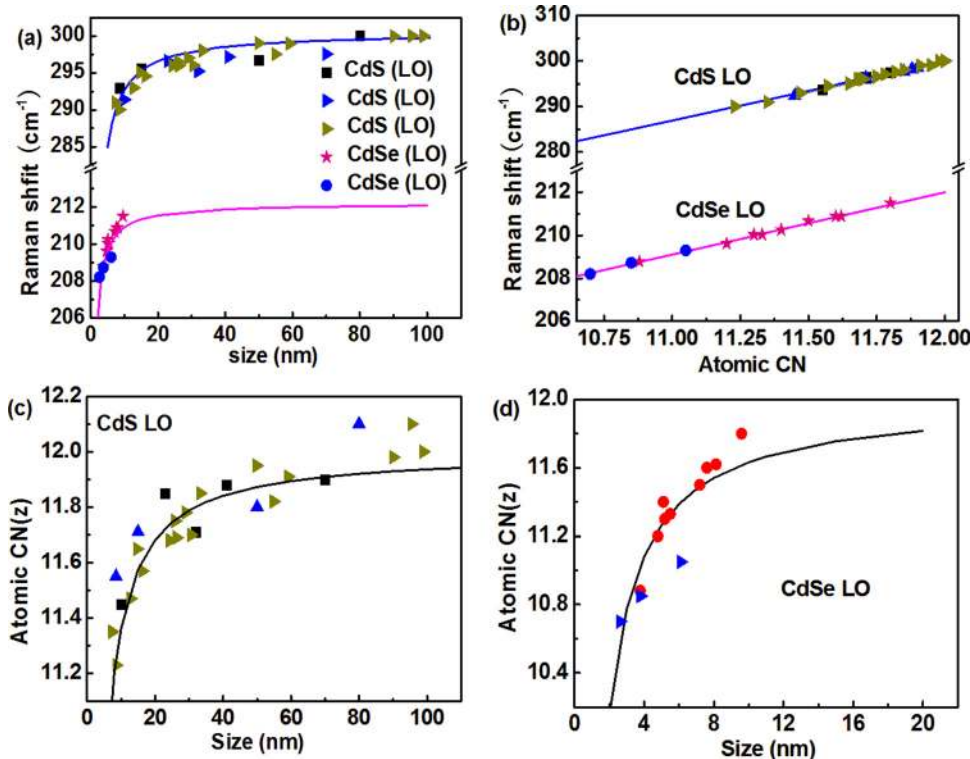 (a)
300
295
290
285
212
210
208
206
Raman shfit (cm⁻¹)
CdS (LO)
CdS (LO)
CdS (LO)
CdSe (LO)
CdSe (LO)
0 20 40 60 80 100
size (nm)
(b)
300
290
280
212
210
208
206
Raman shift (cm⁻¹)
CdS LO
CdSe LO
10.75 11.00 11.25 11.50 11.75 12.00
Atomic CN
(c)
CdS LO
12.2
12.0
11.8
11.6
11.4
11.2
Atomic CN(z)
0 20 40 60 80 100
Size (nm)
(d)
12.0
11.6
11.2
10.8
10.4
Atomic CN(z)
CdSe LO
0 4 8 12 16 20
Size (nm)